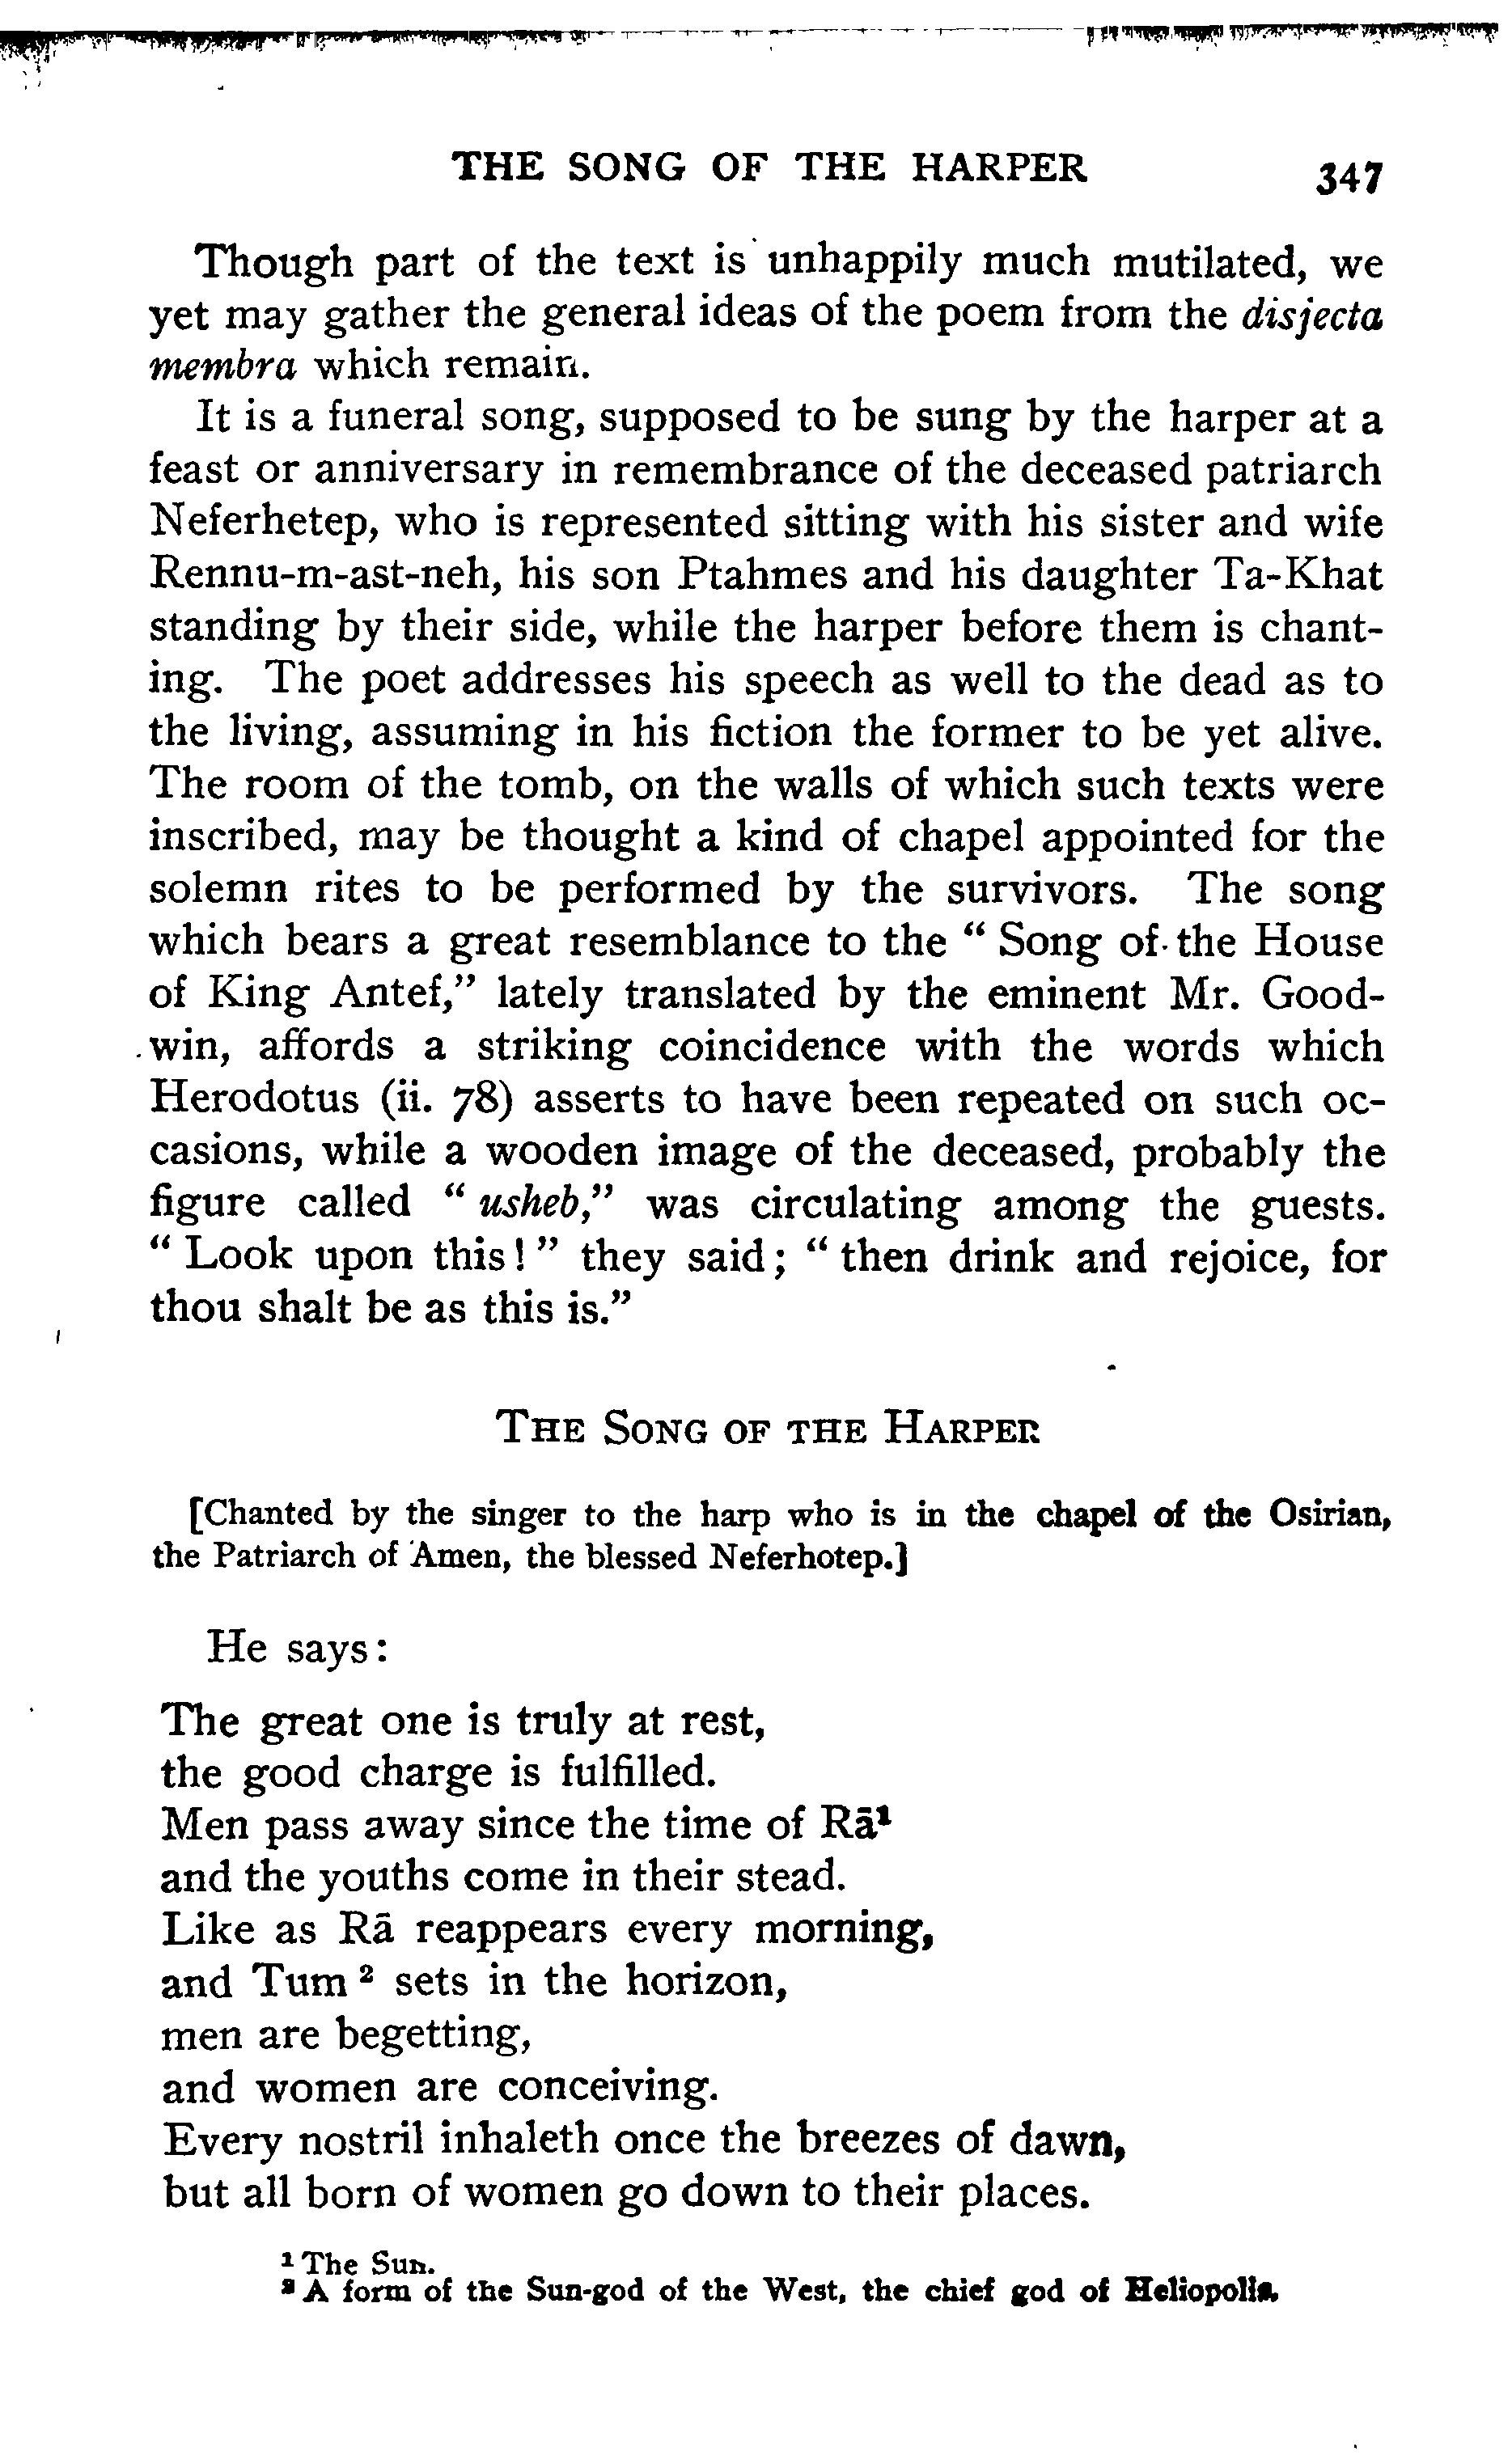 THE SONG OF THE HARPER 347
Though part of the text is unhappily much mutilated, we
yet may gather the general ideas of the poem from the disjecta
membra which remain.
It is a funeral song, supposed to be sung by the harper at a
feast or anniversary in remembrance of the deceased patriarch
Neferhetep, who is represented sitting with his sister and wife
Rennu-m-ast-neh, his son Ptahmes and his daughter Ta-Khat
standing by their side, while the harper before them is chant-
ing. The poet addresses his speech as well to the dead as to
the living, assuming in his fiction the former to be yet alive.
The room of the tomb, on the walls of which such texts were
inscribed, may be thought a kind of chapel appointed for the
solemn rites to be performed by the survivors. The song
which bears a great resemblance to the “ Song of the House
of King Antef,” lately translated by the eminent Mr. Good-
win, affords a striking coincidence with the words which
Herodotus (ii. 78) asserts to have been repeated on such oc-
casions, while a wooden image of the deceased, probably the
figure called “ usheb,” was circulating among the guests.
“ Look upon this! ” they said; “ then drink and rejoice, for
thou shalt be as this is.”
THE SONG OF THE HARPER
[Chanted by the singer to the harp who is in the chapel of the Osirian,
the Patriarch of Amen, the blessed Neferhotep.]
He says:
The great one is truly at rest,
the good charge is fulfilled.
Men pass away since the time of Rā¹
and the youths come in their stead.
Like as Rā reappears every morning,
and Tum ² sets in the horizon,
men are begetting,
and women are conceiving.
Every nostril inhaleth once the breezes of dawn,
but all born of women go down to their places.
¹ The Sun.
² A form of the Sun-god of the West, the chief god of Heliopolis.